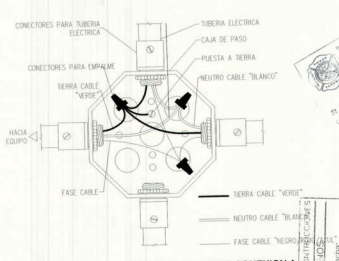 CONECTORES PARA TUBERIA
ELECTRICA
TUBERIA ELECTRICA
CAJA DE PASO
CONECTORES PARA EMPALME
PUESTA A TIERRA
TIERRA CABLE
"VERDE"
NEUTRO CABLE "BLANCO"
HACIA
EQUIPO
FASE CABLE
TIERRA CABLE "VERDE"
NEUTRO CABLE "BLANCO"
FASE CABLE "NEGRO